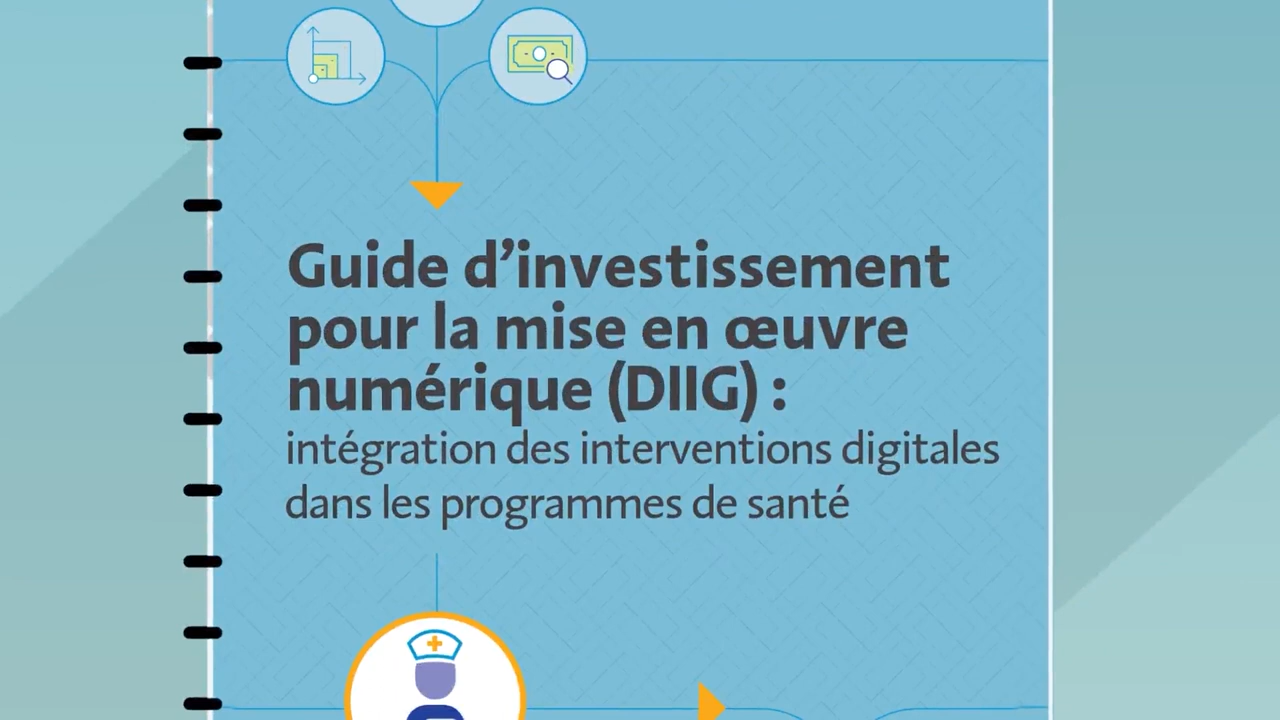 Guide d’investissement
pour la mise en œuvre
numérique (DIIG) :
intégration des interventions digitales
dans les programmes de santé